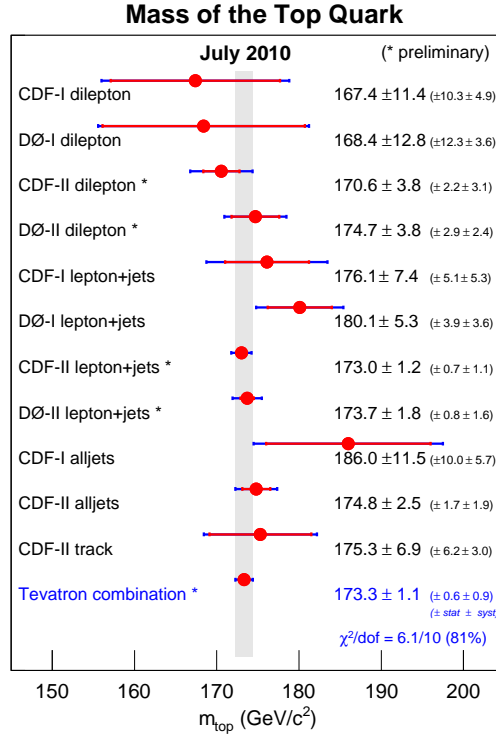 Mass of the Top Quark
July 2010 (* preliminary)
CDF-I dilepton 167.4 ±11.4 (±10.3 ± 4.9)
DØ-I dilepton 168.4 ±12.8 (±12.3 ± 3.6)
CDF-II dilepton * 170.6 ± 3.8 (± 2.2 ± 3.1)
DØ-II dilepton * 174.7 ± 3.8 (± 2.9 ± 2.4)
CDF-I lepton+jets 176.1 ± 7.4 (± 5.1 ± 5.3)
DØ-I lepton+jets 180.1 ± 5.3 (± 3.9 ± 3.6)
CDF-II lepton+jets * 173.0 ± 1.2 (± 0.7 ± 1.1)
DØ-II lepton+jets * 173.7 ± 1.8 (± 0.8 ± 1.6)
CDF-I alljets 186.0 ±11.5 (±10.0 ± 5.7)
CDF-II alljets 174.8 ± 2.5 (± 1.7 ± 1.9)
CDF-II track 175.3 ± 6.9 (± 6.2 ± 3.0)
Tevatron combination * 173.3 ± 1.1 (± 0.6 ± 0.9)
(± stat ± syst)
χ²/dof = 6.1/10 (81%)
150 160 170 180 190 200
m_top (GeV/c²)